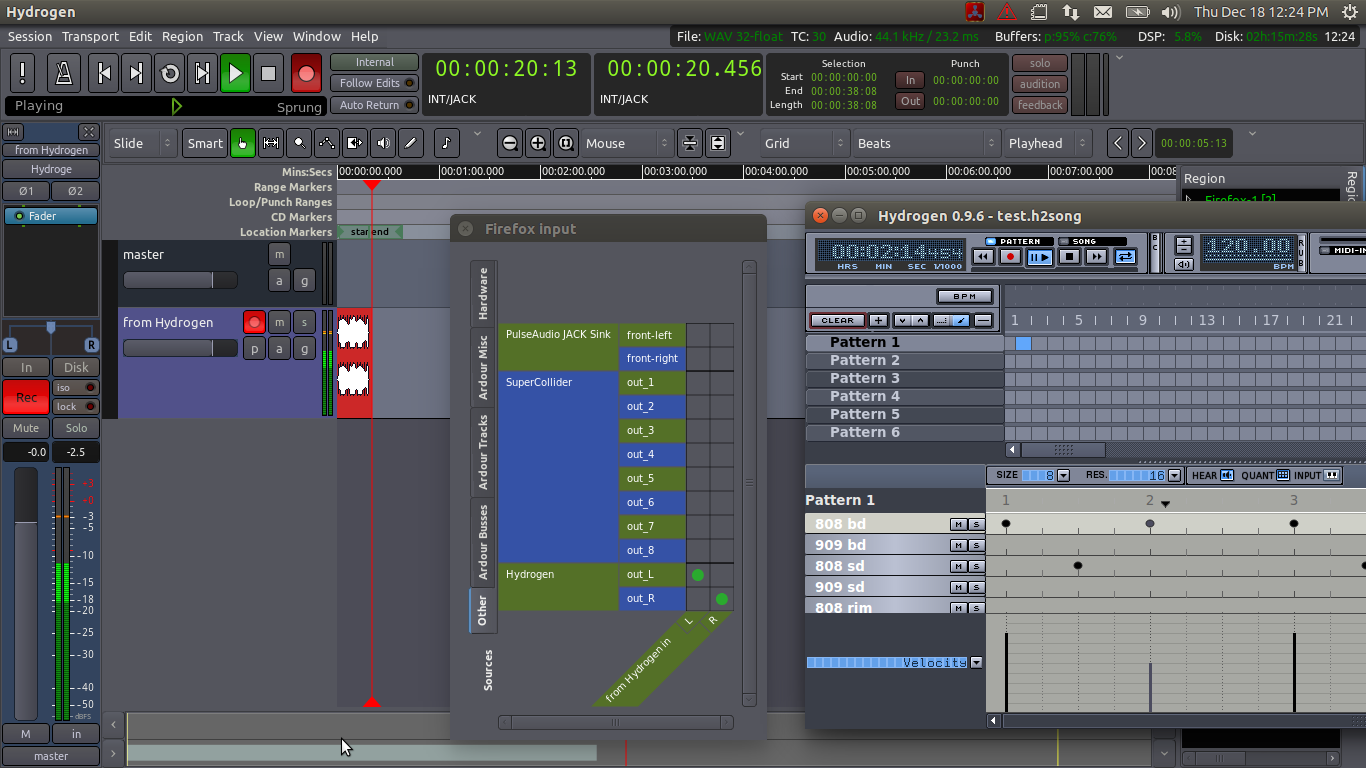 Hydrogen
Thu Dec 18 12:24 PM
Session Transport Edit Region Track View Window Help
File: WAV 32-float TC: 30 Audio: 44.1 kHz / 23.2 ms Buffers: p:95% c:76% DSP: 5.8% Disk: 02h:15m:28s 12:24
Internal
Follow Edits
Auto Return
Playing
Sprung
00:00:20:13
INT/JACK
00:00:20.456
INT/JACK
Selection
Start 00:00:00:00
End 00:00:38:08
Length 00:00:38:08
Punch
In 00:00:00:00
Out 00:00:00:00
solo
audition
feedback
Slide
Smart
Mouse
Grid
Beats
Playhead
00:00:05:13
from Hydrogen
Hydroge
Ø1 Ø2
Fader
L R
In Disk
Rec
iso
lock
Mute Solo
-0.0 -2.5
+3
+0
-3
-5
-10
-15
-18
-20
-25
-30
-40
-50
dBFS
M in
master
Mins:Secs
Range Markers
Loop/Punch Ranges
CD Markers
Location Markers
00:00:00.000 00:01:00.000 00:02:00.000 00:03:00.000 00:04:00.000 00:05:00.000 00:06:00.000 00:07:00.000 00:08
end
master
m
a g
from Hydrogen
m s
p a g
Region
Firefox-1 [2]
Firefox input
Hardware
Ardour Misc
Ardour Tracks
Ardour Busses
Other
Sources
PulseAudio JACK Sink
front-left
front-right
SuperCollider
out_1
out_2
out_3
out_4
out_5
out_6
out_7
out_8
Hydrogen
out_L
out_R
L R
from Hydrogen in
Hydrogen 0.9.6 - test.h2song
HRS MIN SEC 1/1000
PATTERN SONG
BC
120.00
BPM
RUB
MIDI-IN
BPM
CLEAR
1 5 9 13 17 21
Pattern 1
Pattern 2
Pattern 3
Pattern 4
Pattern 5
Pattern 6
SIZE 8 RES. 16 HEAR QUANT INPUT
Pattern 1
1 2 3
808 bd M S
909 bd M S
808 sd M S
909 sd M S
808 rim M S
Velocity